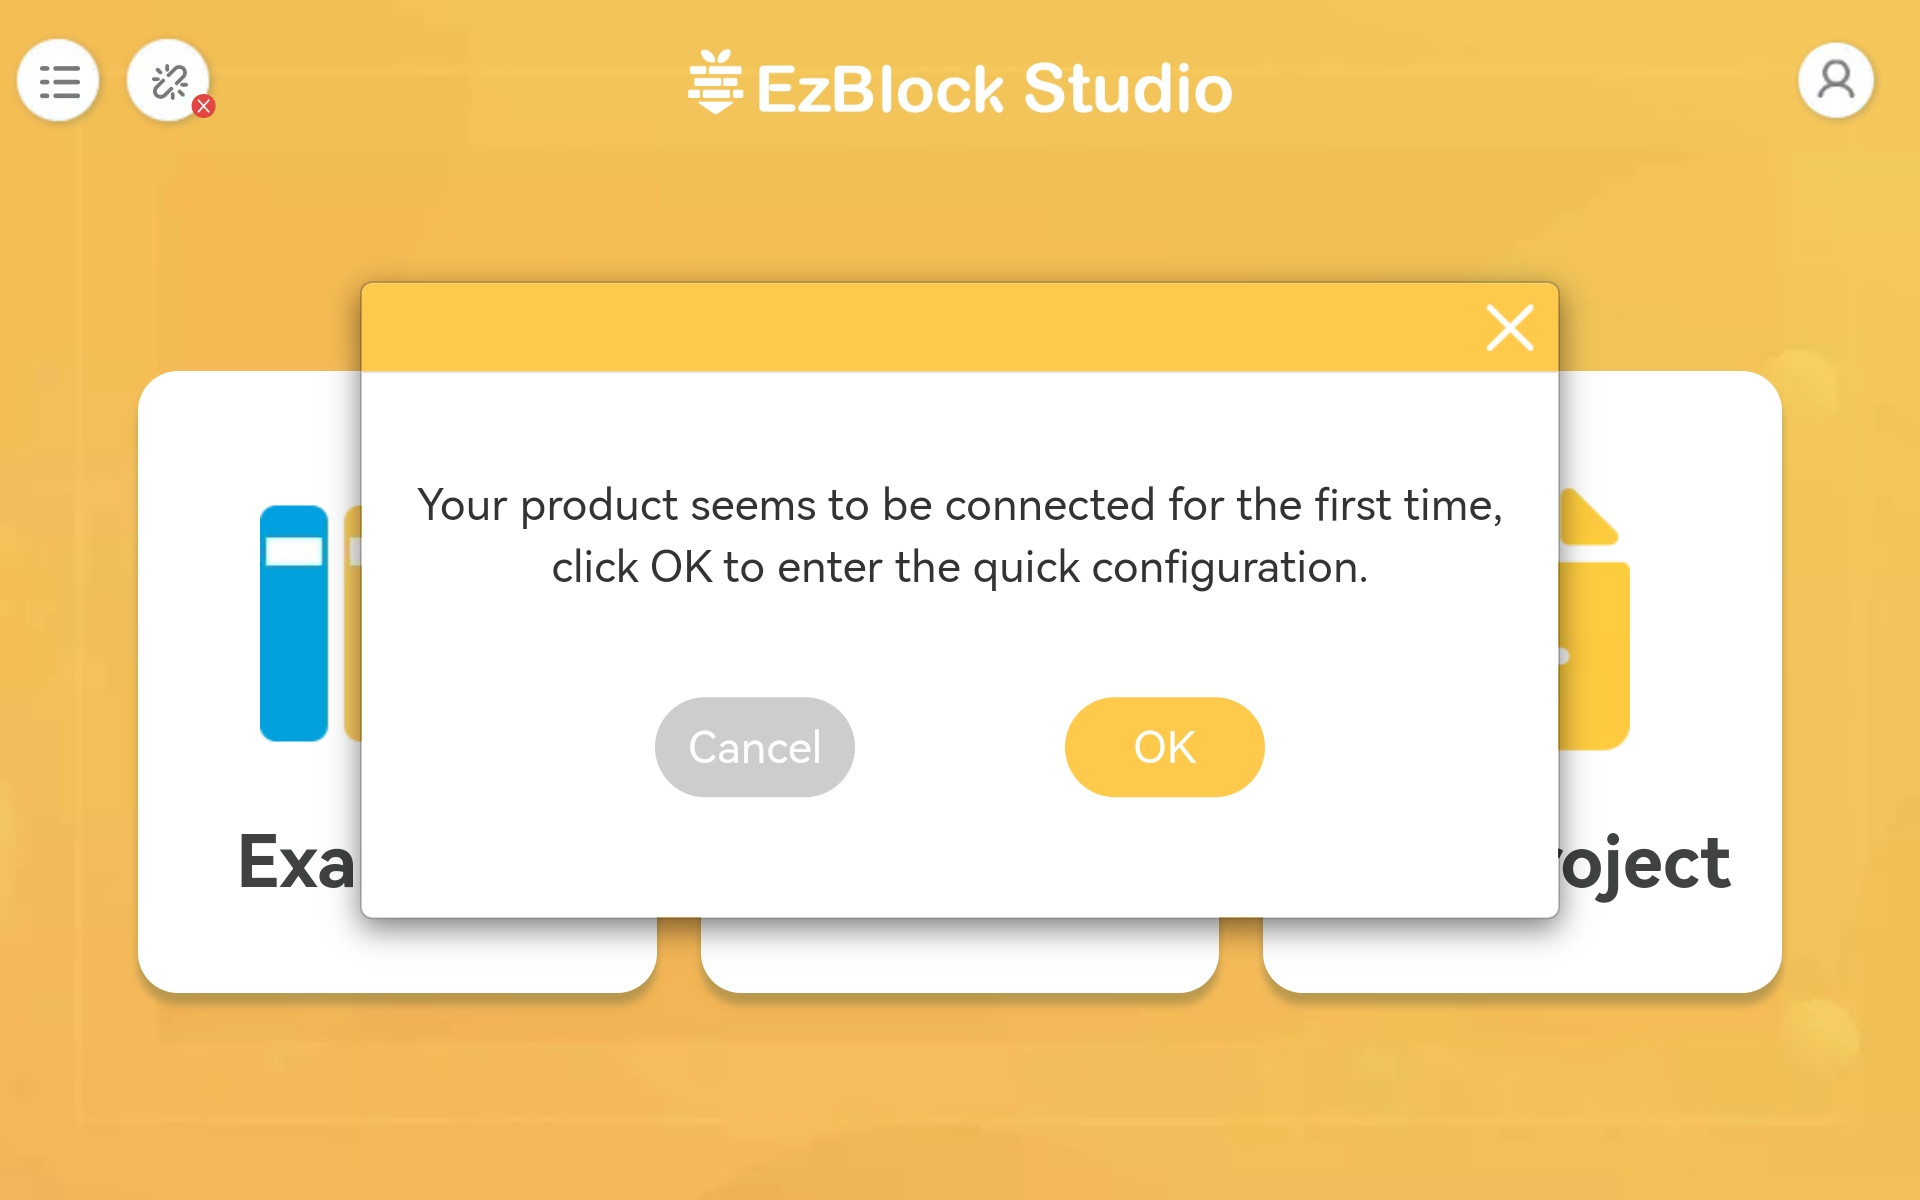 EzBlock Studio
Your product seems to be connected for the first time,
click OK to enter the quick configuration.
Cancel
OK
Exa
roject